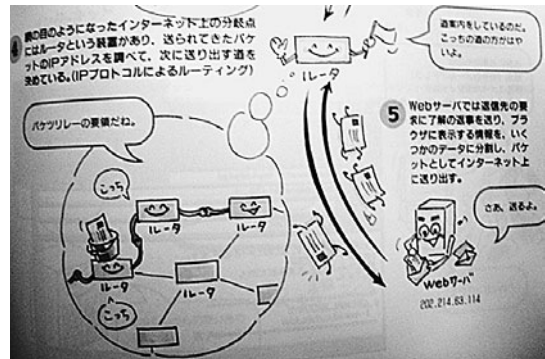 4
網の目のようになったインターネット上の分岐点
にはルータという装置があり、送られてきたパケ
ットのIPアドレスを調べて、次に送り出す道を
決めている。(IPプロトコルによるルーティング)
ルータ
道案内をしているのだ。
こっちの道の方がはや
いよ。
バケツリレーの要領だね。
5
Webサーバでは返信先の要
求に了解の返事を送り、ブラ
ウザに表示する情報を、いく
つかのデータに分割し、パケ
ットとしてインターネット上
に送り出す。
さあ、送るよ。
こっち
ルータ
ルータ
ルータ
ルータ
こっち
Webサーバ
202.214.63.114